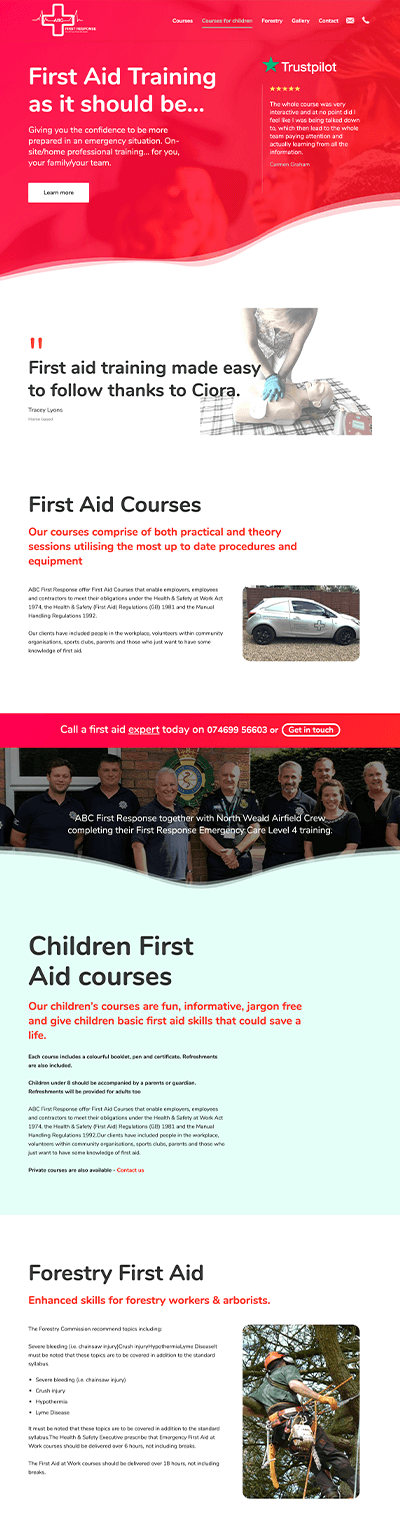 ABC
FIRST RESPONSE
Courses
Courses for children
Forestry
Gallery
Contact
First Aid Training
as it should be...
Giving you the confidence to be more
prepared in an emergency situation. On-
site/home professional training... for you,
your family/your team.
Learn more
Trustpilot
The whole course was very
interactive and at no point did I
feel like I was being talked down
to, which then lead to the whole
team paying attention and
actually learning from all the
information.
Carmen Graham
"
First aid training made easy
to follow thanks to Ciora.
Tracey Lyons
First Aid Courses
Our courses comprise of both practical and theory
sessions utilising the most up to date procedures and
equipment
ABC First Response offer First Aid Courses that enable employers, employees
and contractors to meet their obligations under the Health & Safety at Work Act
1974, the Health & Safety (First Aid) Regulations (GB) 1981 and the Manual
Handling Regulations 1992.
Our clients have included people in the workplace, volunteers within community
organisations, sports clubs, parents and those who just want to have some
knowledge of first aid.
Call a first aid expert today on 074699 56603 or Get in touch
ABC First Response together with North Weald Airfield Crew
completing their First Response Emergency Care Level 4 training.
Children First
Aid courses
Our children's courses are fun, informative, jargon free
and give children basic first aid skills that could save a
life.
Each course includes a colourful booklet, pen and certificate. Refreshments
are also included.
Children under 8 should be accompanied by a parents or guardian.
Refreshments will be provided for adults too
ABC First Response offer First Aid Courses that enable employers, employees
and contractors to meet their obligations under the Health & Safety at Work Act
1974, the Health & Safety (First Aid) Regulations (GB) 1981 and the Manual
Handling Regulations 1992.Our clients have included people in the workplace,
volunteers within community organisations, sports clubs, parents and those who
just want to have some knowledge of first aid.
Private courses are also available - Contact us
Forestry First Aid
Enhanced skills for forestry workers & arborists.
The Forestry Commission recommend topics including:
Severe bleeding (i.e. chainsaw injury)Crush injuryHypothermiaLyme DiseaseIt
must be noted that these topics are to be covered in addition to the standard
syllabus.
• Severe bleeding (i.e. chainsaw injury)
• Crush injury
• Hypothermia
• Lyme Disease
It must be noted that these topics are to be covered in addition to the standard
syllabus.The Health & Safety Executive prescribe that Emergency First Aid at
Work courses should be delivered over 6 hours, not including breaks.
The First Aid at Work courses should be delivered over 18 hours, not including
breaks.